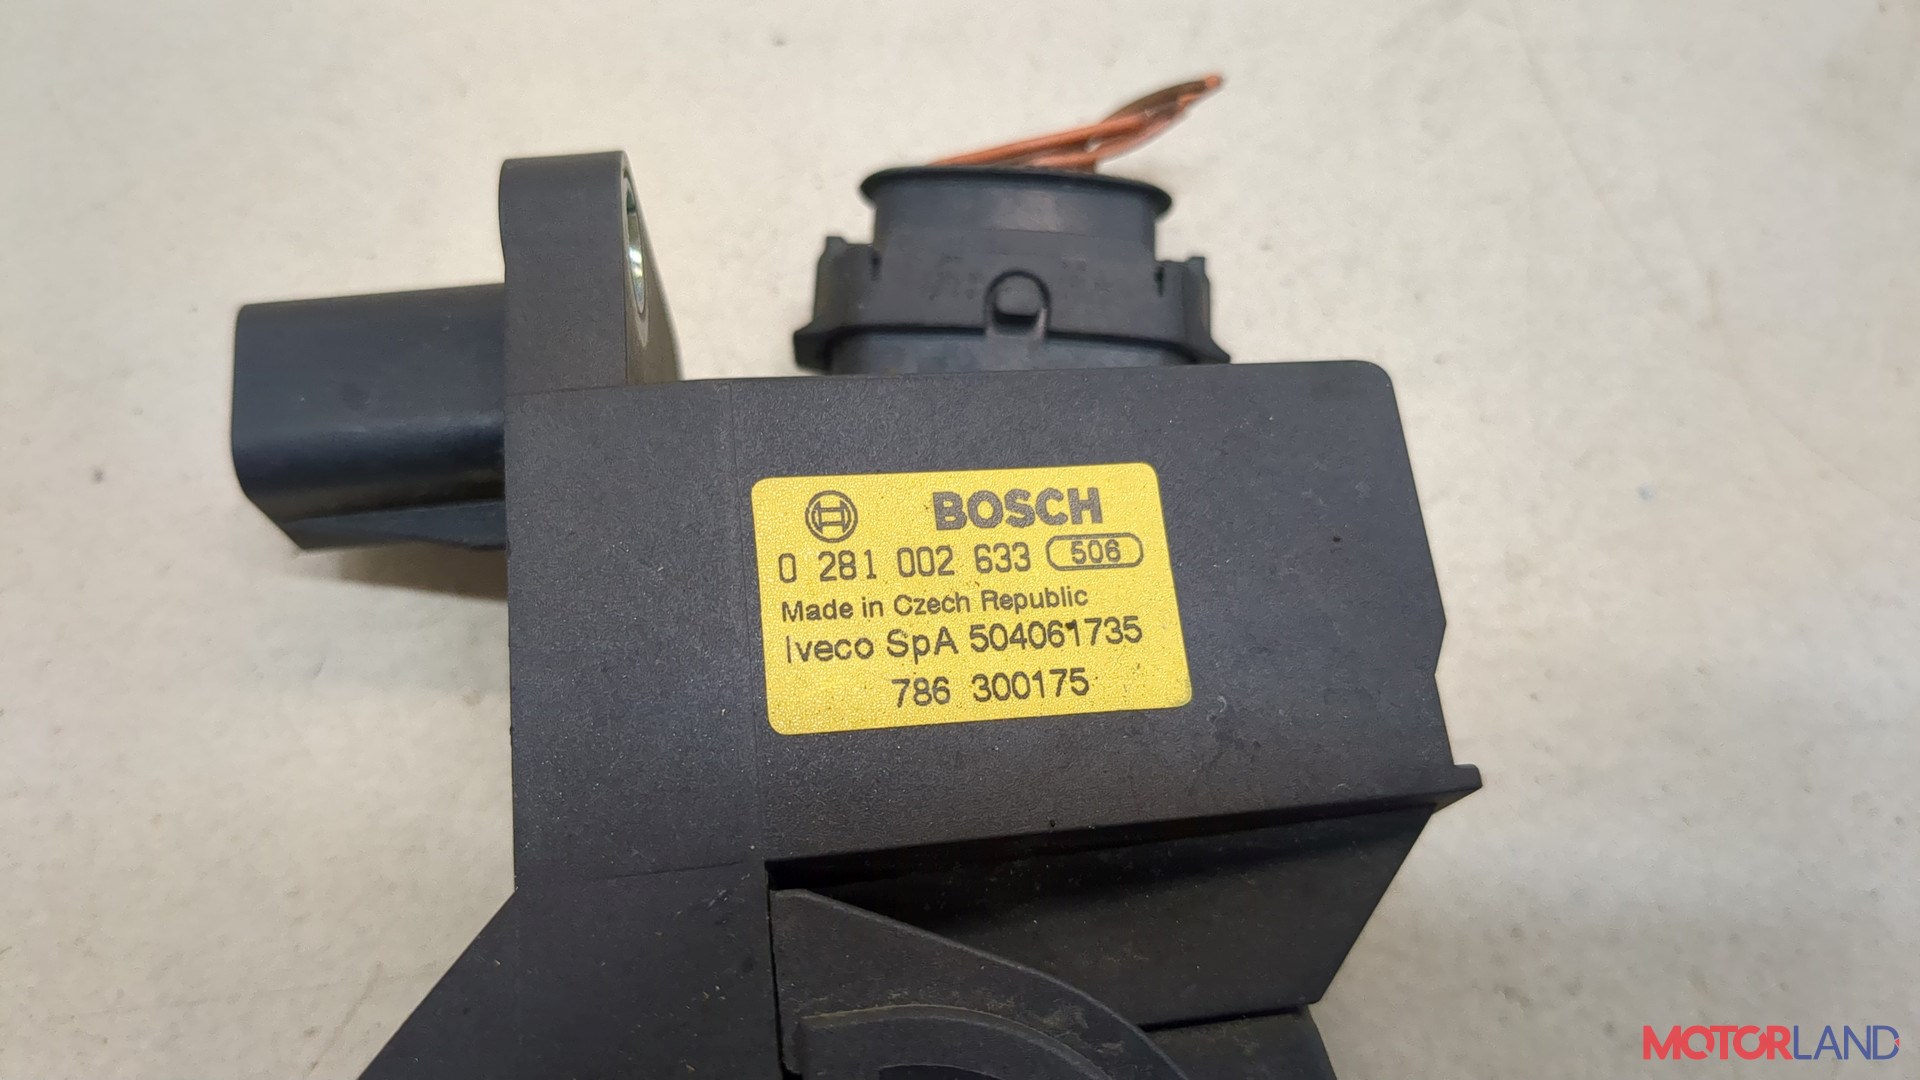 BOSCH
0 281 002 633 506
Made in Czech Republic
Iveco SpA 504061735
786 300175
MOTORLAND